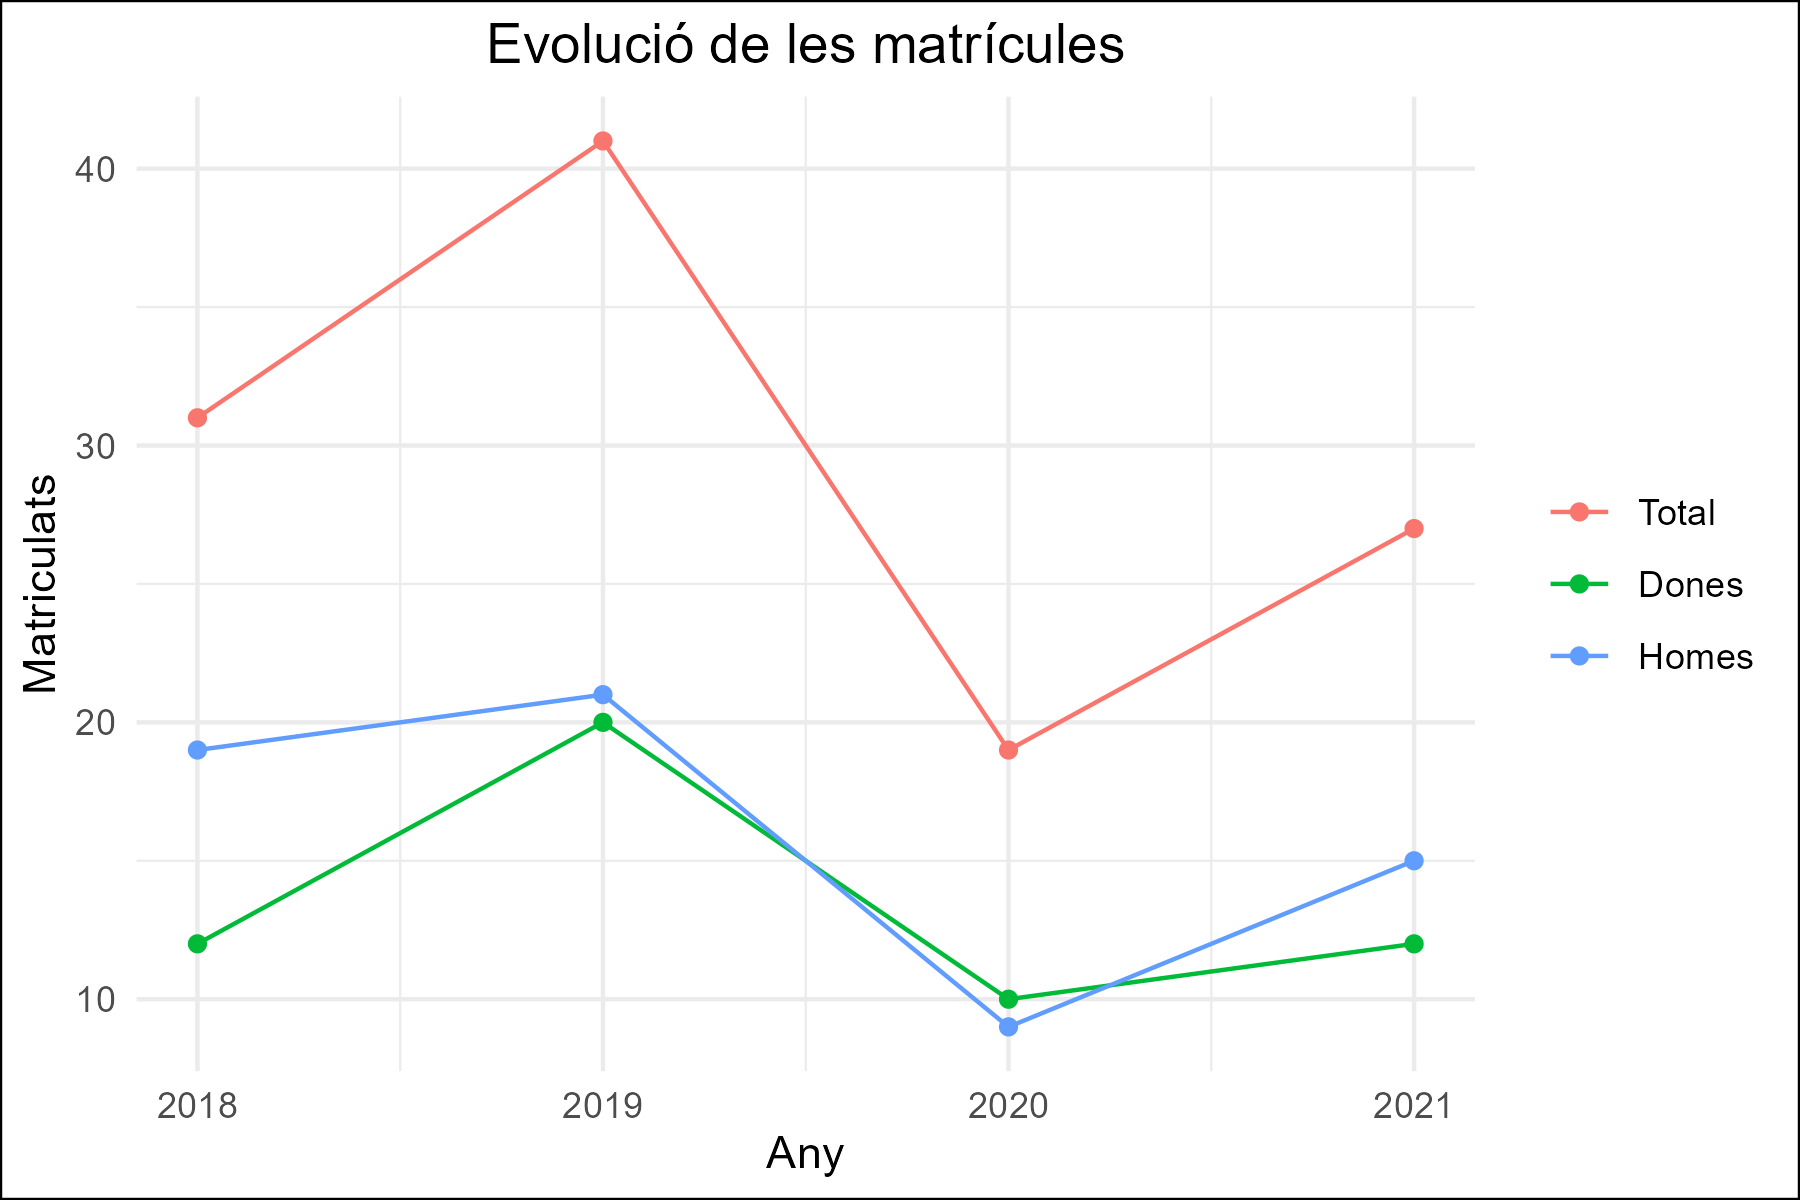 Evolució de les matrícules
Matriculats
40
30
20
10
2018
2019
2020
2021
Any
Total
Dones
Homes